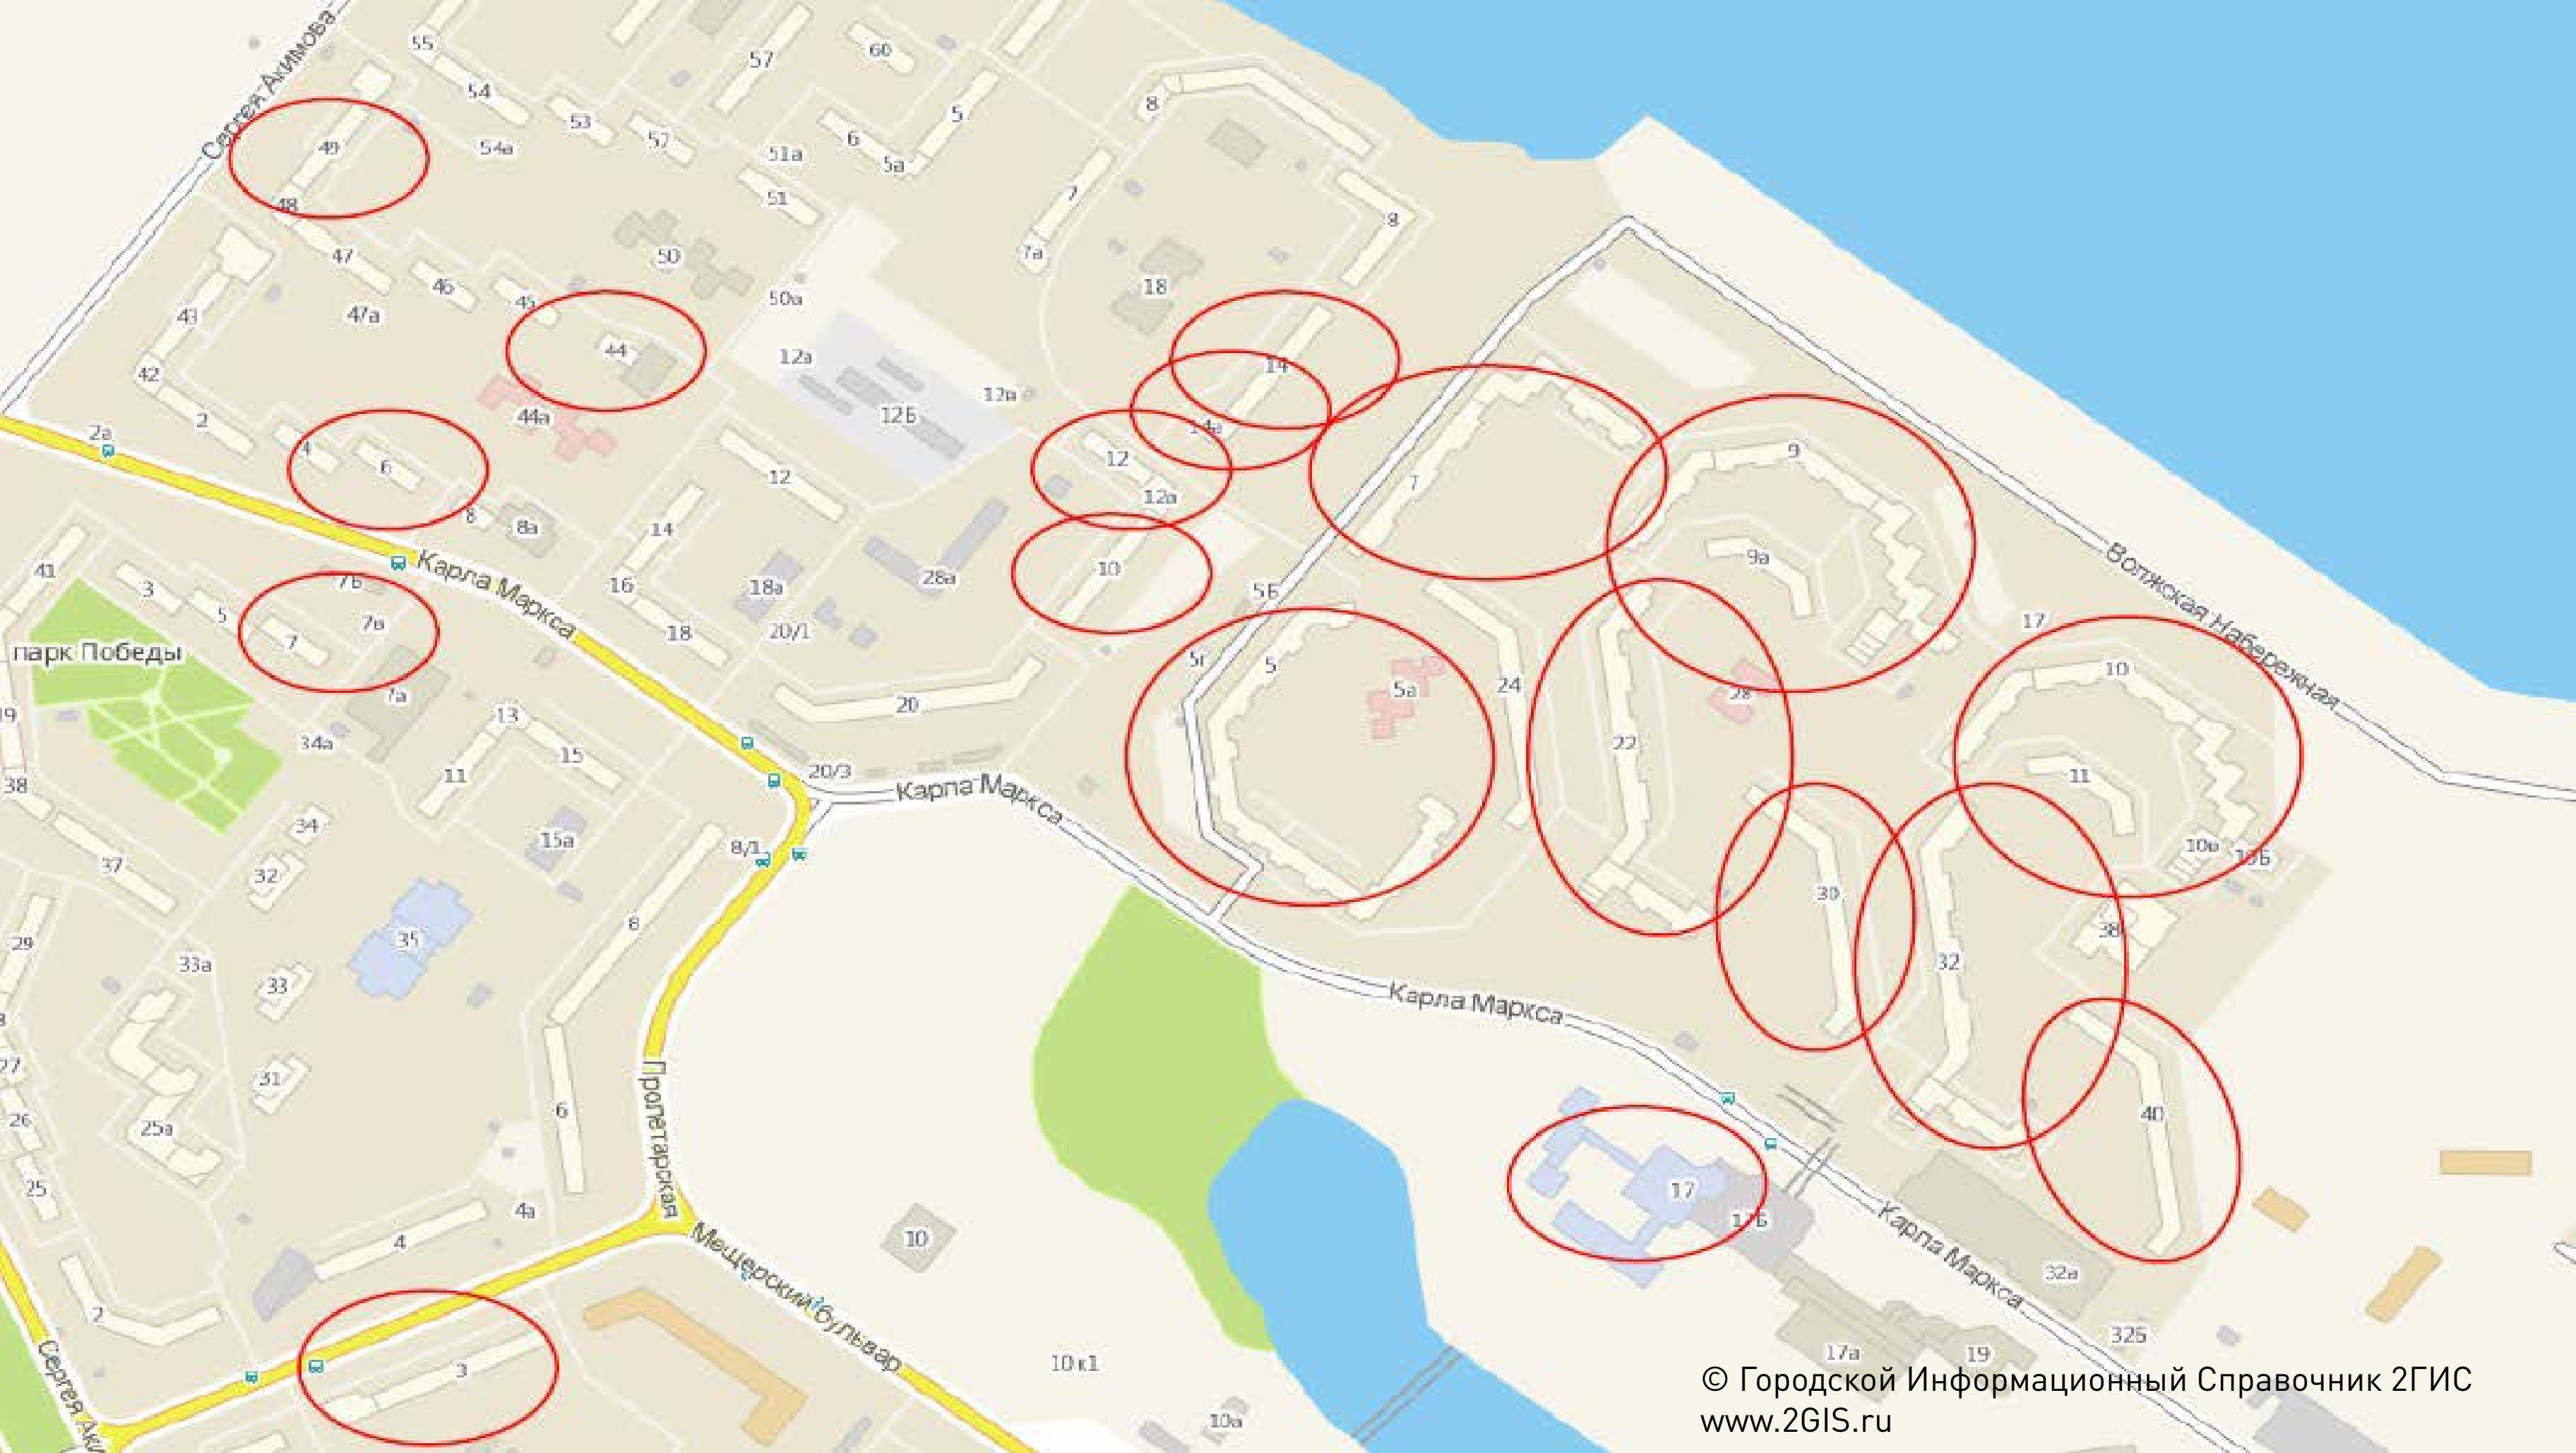 Сергея Акимова
55
57
60
54
5
8
53
52
6
49
54а
51а
5а
7
51
48
8
47
50
7а
46
18
45
50а
43
47а
44
12а
14
42
12в
2
44а
12Б
14а
2а
4
6
12
12
12а
7
9
8
8а
14
9а
Волжская Набережная
41
Карла Маркса
10
3
7Б
16
18а
28а
5Б
5
7в
18
20/1
17
7
парк Победы
5г
5
10
7а
5а
24
28
19
13
20
34а
15
22
38
11
20/3
Карла Маркса
11
34
15а
8/1
10в
10Б
37
32
30
8
38
29
35
32
33а
33
Карла Маркса
27
31
6
40
26
25а
Пролетарская
25
17
17Б
4а
4
10
Мещерский бульвар
Карла Маркса
32а
2
32Б
Сергея Аки
3
10 к1
17а
19
10а
© Городской Информационный Справочник 2ГИС
www.2GIS.ru